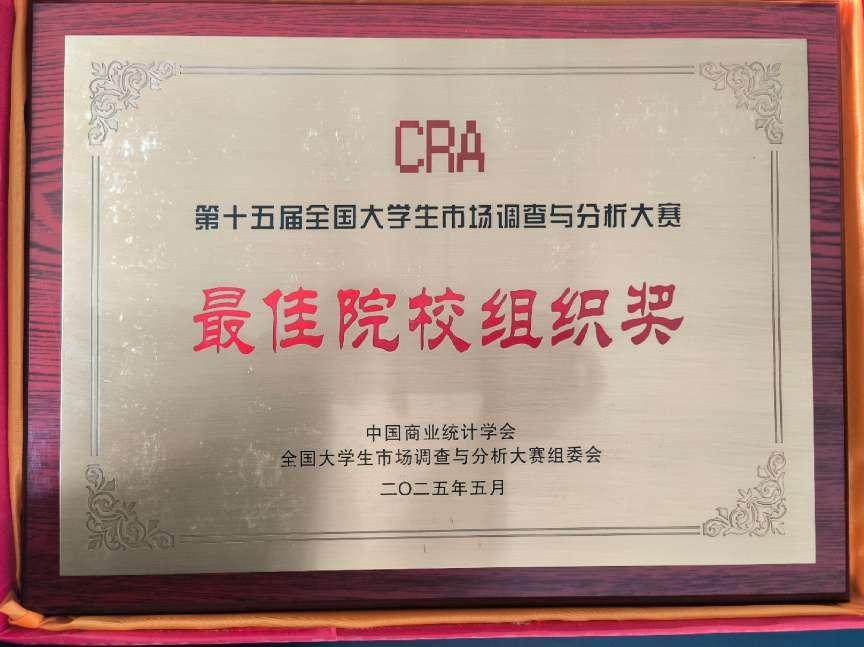 CRA
第十五届全国大学生市场调查与分析大赛
最佳院校组织奖
中国商业统计学会
全国大学生市场调查与分析大赛组委会
二〇二五年五月